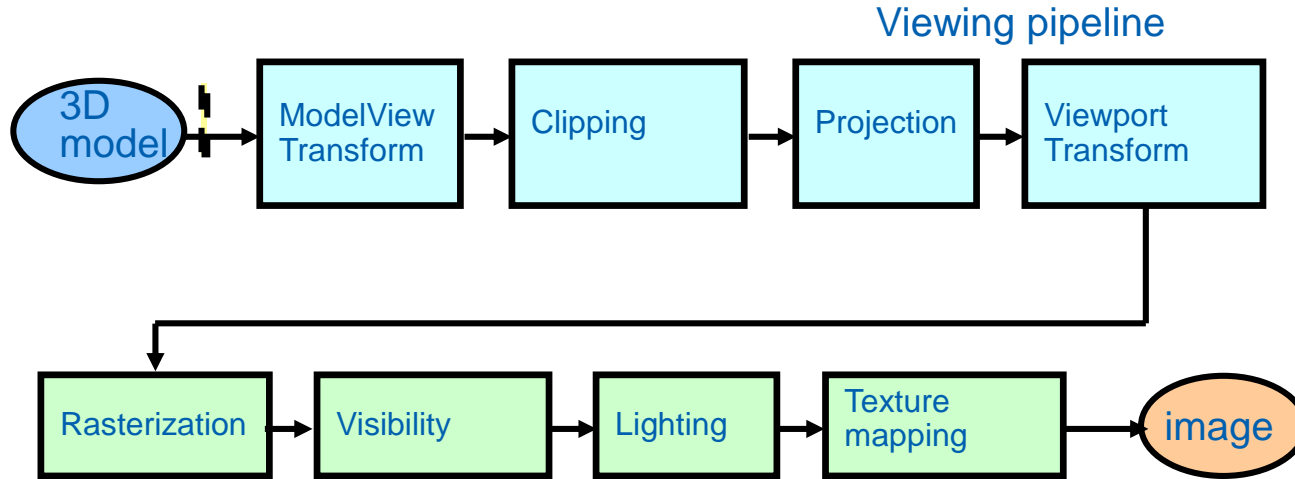 Viewing pipeline
3D
model
ModelView
Transform
Clipping
Projection
Viewport
Transform
Rasterization
Visibility
Lighting
Texture
mapping
image